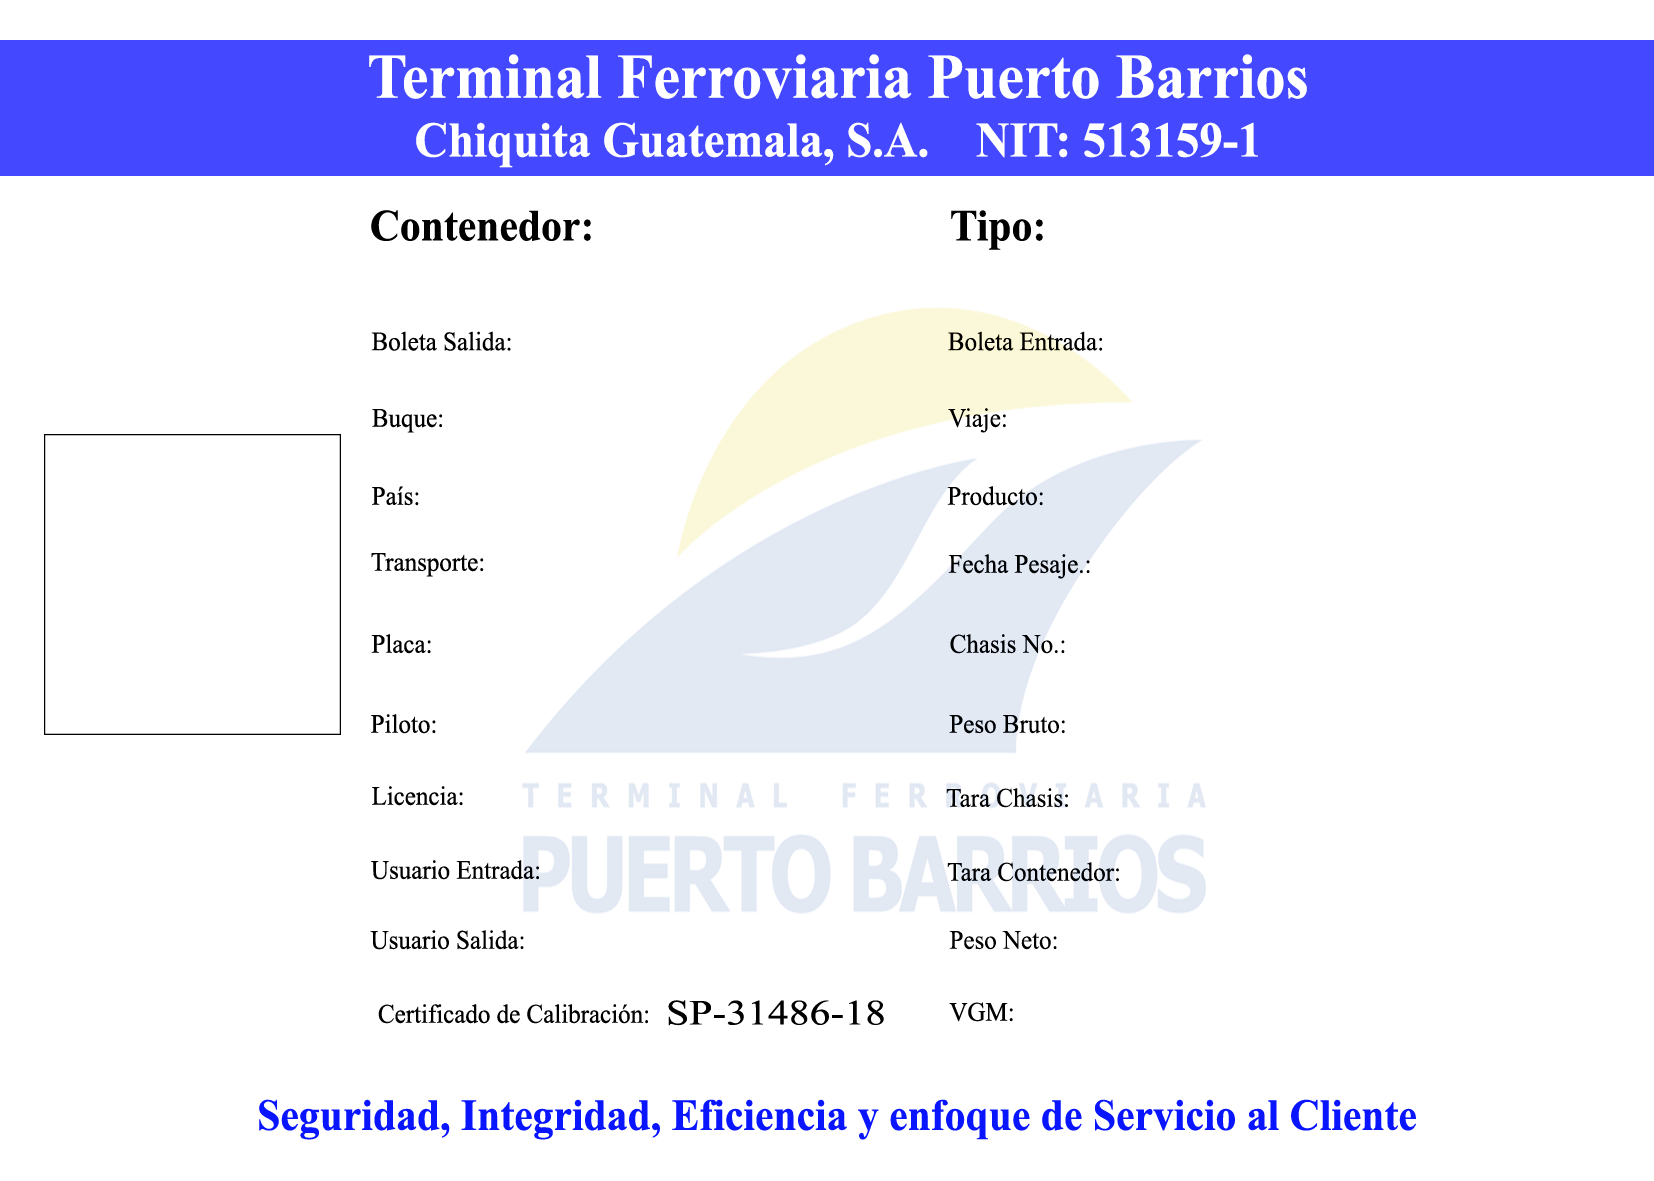 Terminal Ferroviaria Puerto Barrios
Chiquita Guatemala, S.A. NIT: 513159-1
Contenedor: Tipo:
Boleta Salida: Boleta Entrada:
Buque: Viaje:
País: Producto:
Transporte: Fecha Pesaje.:
Placa: Chasis No.:
Piloto: Peso Bruto:
TERMINAL FERROVIARIA
Licencia: Tara Chasis:
PUERTO BARRIOS
Usuario Entrada: Tara Contenedor:
Usuario Salida: Peso Neto:
Certificado de Calibración: SP-31486-18 VGM:
Seguridad, Integridad, Eficiencia y enfoque de Servicio al Cliente